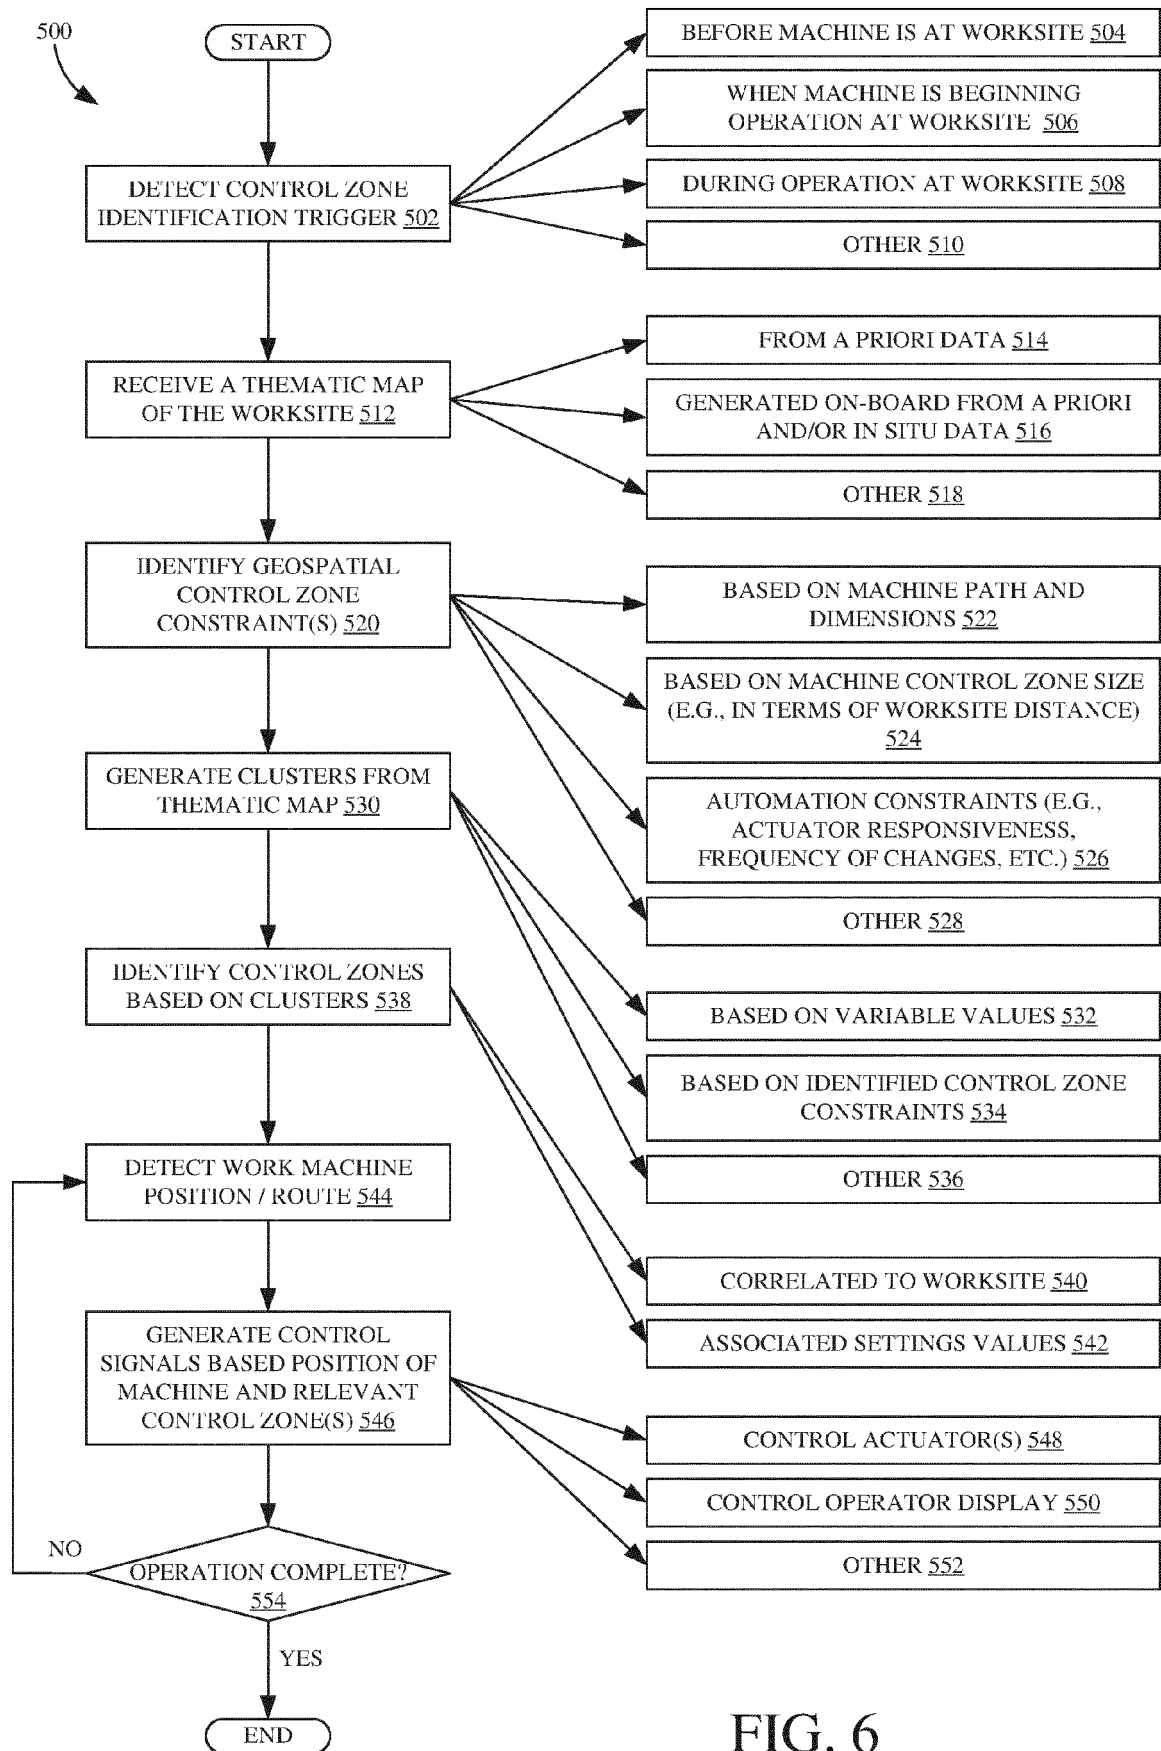 500
START
DETECT CONTROL ZONE
IDENTIFICATION TRIGGER 502
BEFORE MACHINE IS AT WORKSITE 504
WHEN MACHINE IS BEGINNING
OPERATION AT WORKSITE 506
DURING OPERATION AT WORKSITE 508
OTHER 510
RECEIVE A THEMATIC MAP
OF THE WORKSITE 512
FROM A PRIORI DATA 514
GENERATED ON-BOARD FROM A PRIORI
AND/OR IN SITU DATA 516
OTHER 518
IDENTIFY GEOSPATIAL
CONTROL ZONE
CONSTRAINT(S) 520
BASED ON MACHINE PATH AND
DIMENSIONS 522
BASED ON MACHINE CONTROL ZONE SIZE
(E.G., IN TERMS OF WORKSITE DISTANCE)
524
AUTOMATION CONSTRAINTS (E.G.,
ACTUATOR RESPONSIVENESS,
FREQUENCY OF CHANGES, ETC.) 526
OTHER 528
GENERATE CLUSTERS FROM
THEMATIC MAP 530
BASED ON VARIABLE VALUES 532
BASED ON IDENTIFIED CONTROL ZONE
CONSTRAINTS 534
OTHER 536
IDENTIFY CONTROL ZONES
BASED ON CLUSTERS 538
CORRELATED TO WORKSITE 540
ASSOCIATED SETTINGS VALUES 542
DETECT WORK MACHINE
POSITION / ROUTE 544
GENERATE CONTROL
SIGNALS BASED POSITION OF
MACHINE AND RELEVANT
CONTROL ZONE(S) 546
CONTROL ACTUATOR(S) 548
CONTROL OPERATOR DISPLAY 550
OTHER 552
NO
OPERATION COMPLETE?
554
YES
END
FIG. 6